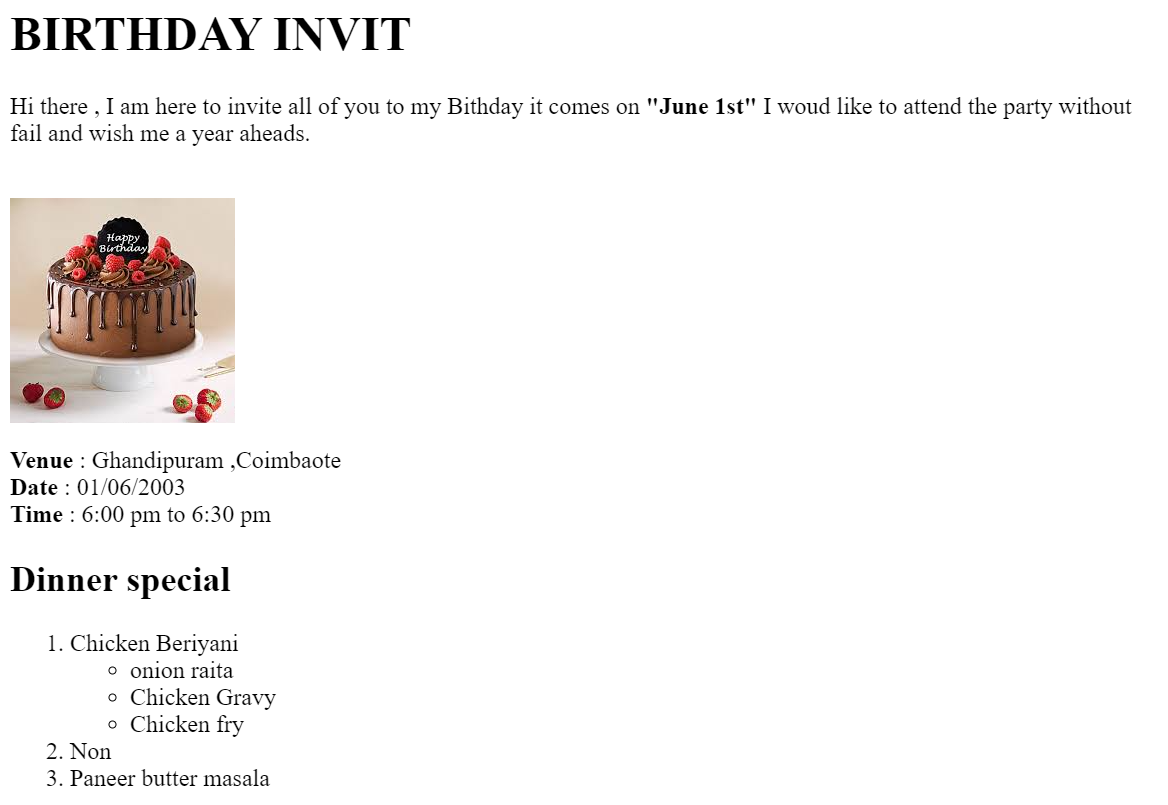 BIRTHDAY INVIT
Hi there , I am here to invite all of you to my Bithday it comes on "June 1st" I woud like to attend the party without
fail and wish me a year aheads.
Happy
Birthday
Venue : Ghandipuram ,Coimbaote
Date : 01/06/2003
Time : 6:00 pm to 6:30 pm
Dinner special
1. Chicken Beriyani
◦ onion raita
◦ Chicken Gravy
◦ Chicken fry
2. Non
3. Paneer butter masala